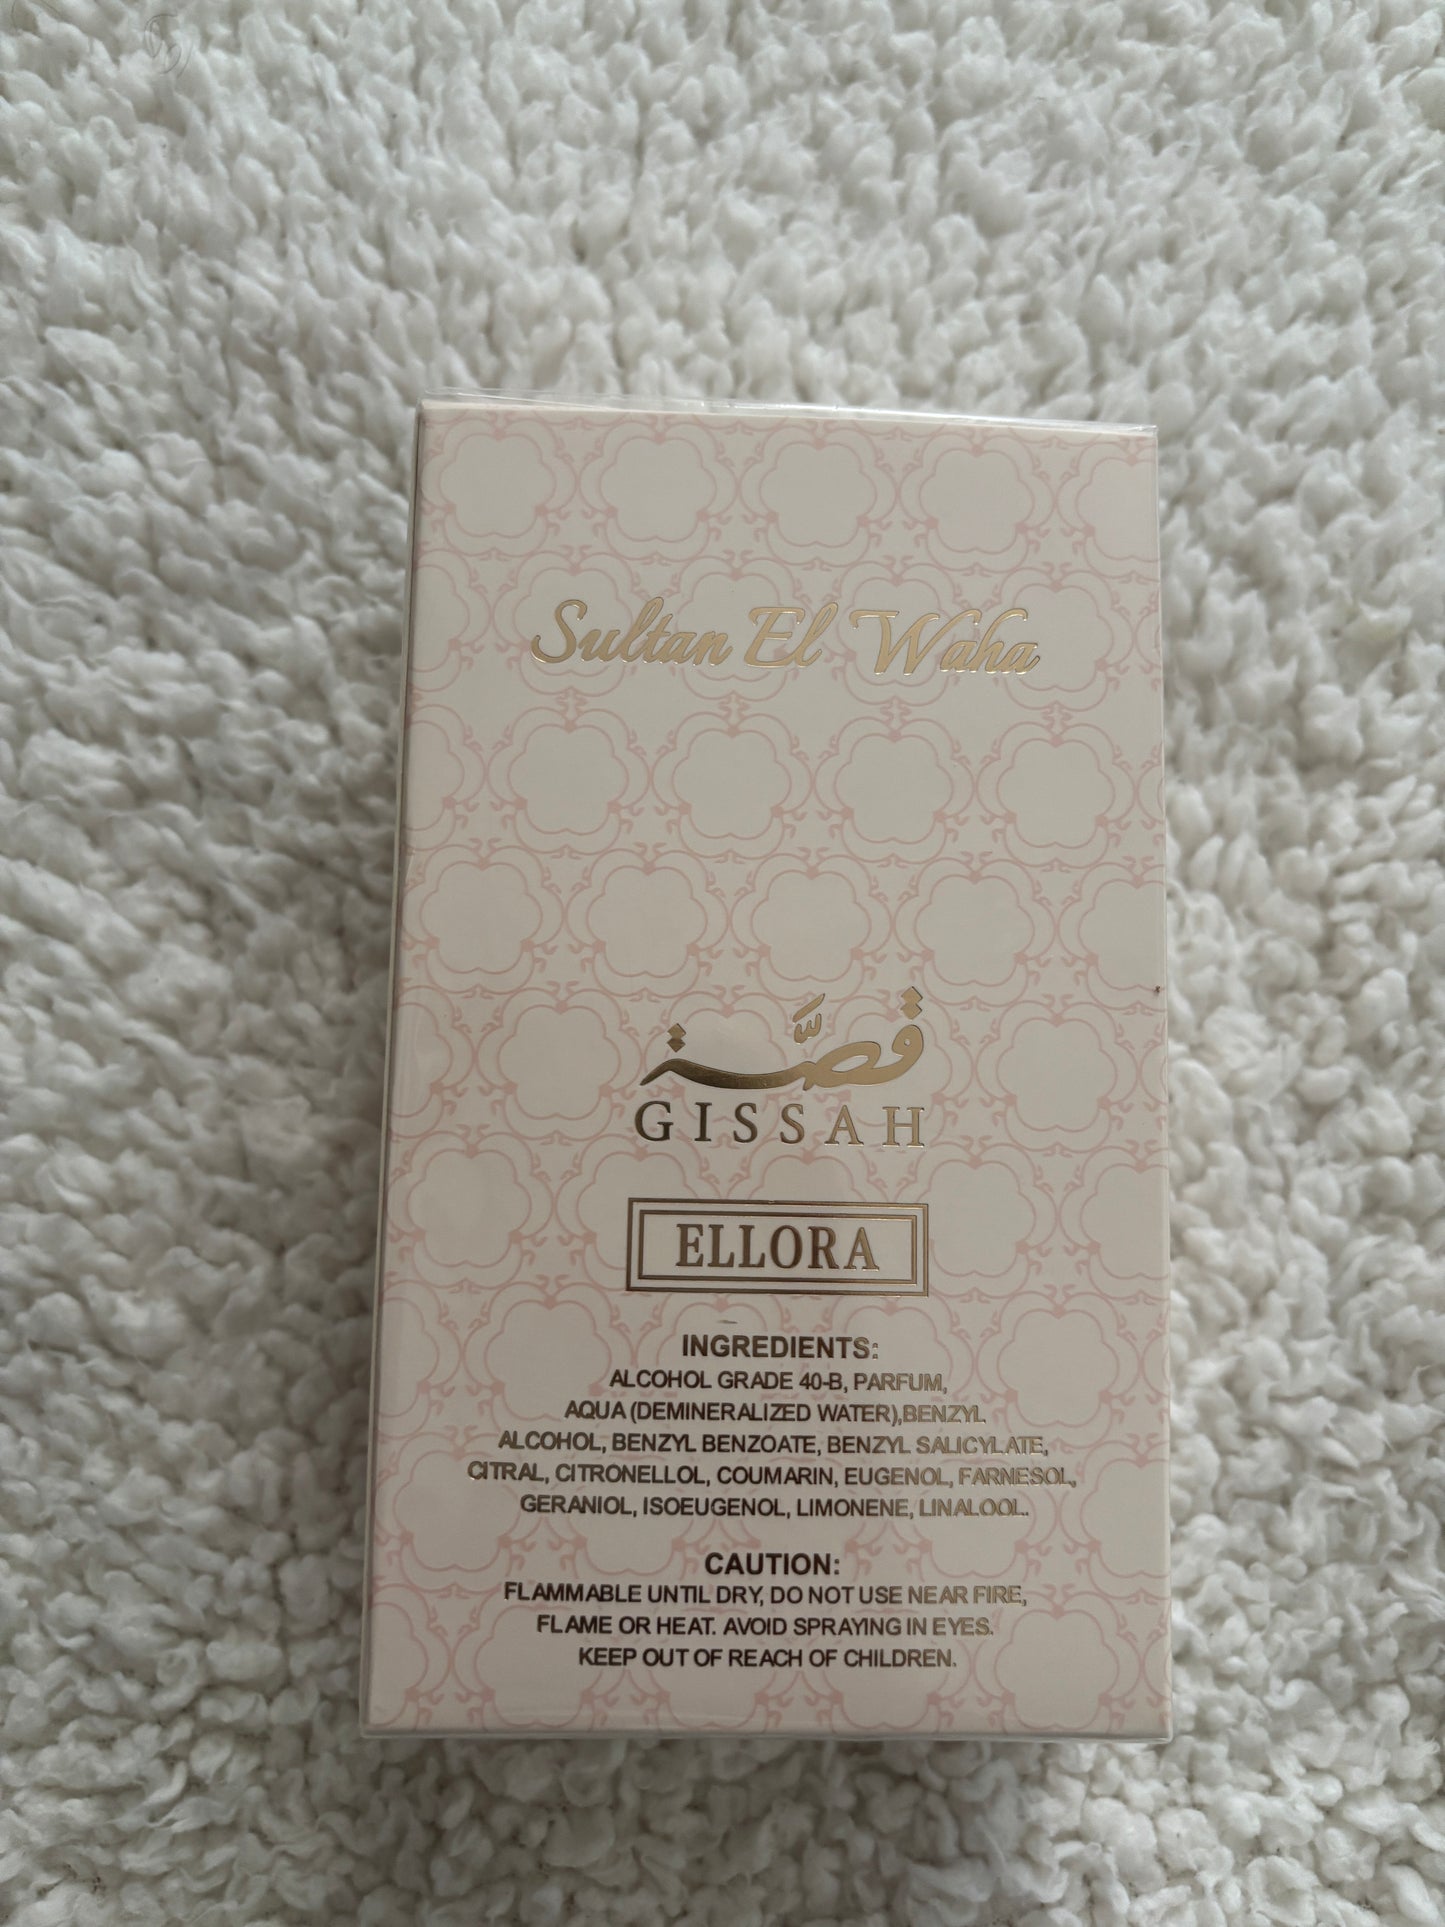 Sultan El Waha
قصَّة
GISSAH
ELLORA
INGREDIENTS:
ALCOHOL GRADE 40-B, PARFUM,
AQUA (DEMINERALIZED WATER),BENZYL
ALCOHOL, BENZYL BENZOATE, BENZYL SALICYLATE,
CITRAL, CITRONELLOL, COUMARIN, EUGENOL, FARNESOL,
GERANIOL, ISOEUGENOL, LIMONENE, LINALOOL.
CAUTION:
FLAMMABLE UNTIL DRY, DO NOT USE NEAR FIRE,
FLAME OR HEAT. AVOID SPRAYING IN EYES.
KEEP OUT OF REACH OF CHILDREN.